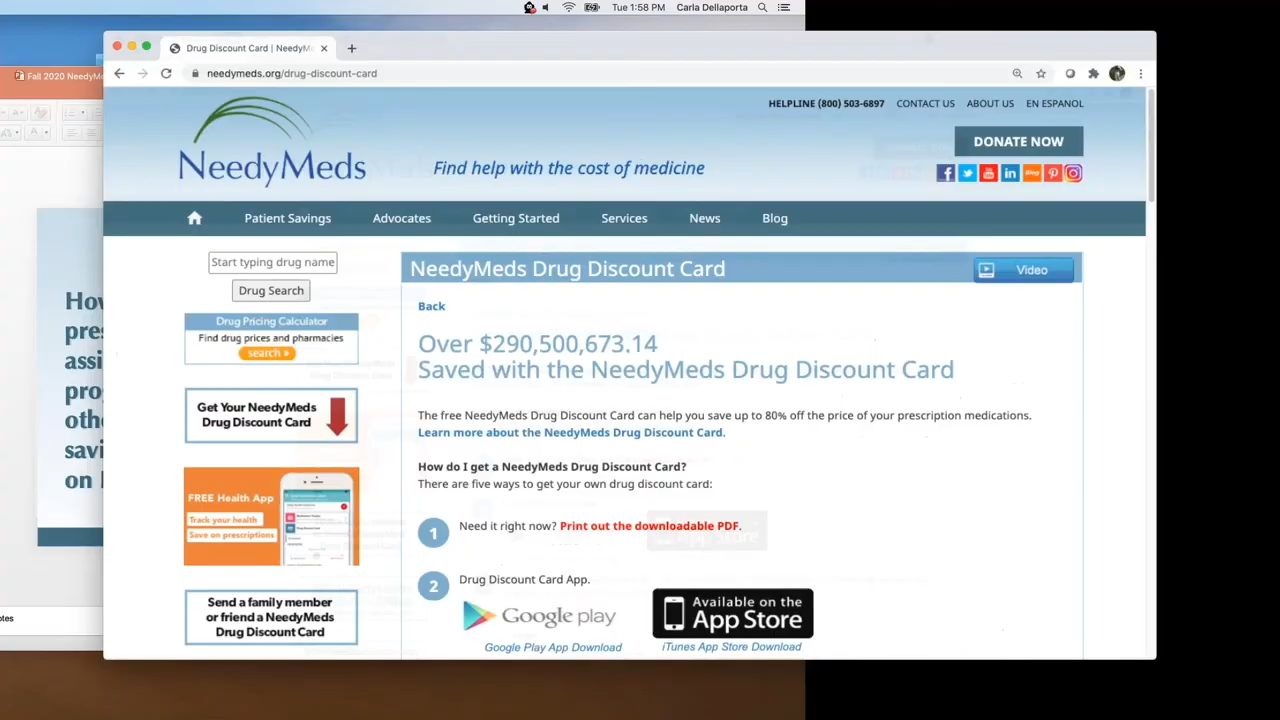 Tue 1:58 PM Carla Dellaporta
Drug Discount Card | NeedyM
Fall 2020 NeedyMe
needymeds.org/drug-discount-card
HELPLINE (800) 503-6897 CONTACT US ABOUT US EN ESPANOL
NeedyMeds
Find help with the cost of medicine
DONATE NOW
Blog
Patient Savings Advocates Getting Started Services News Blog
Start typing drug name
Drug Search
Drug Pricing Calculator
Find drug prices and pharmacies
search »
Get Your NeedyMeds
Drug Discount Card
FREE Health App
Track your health
Save on prescriptions
Send a family member
or friend a NeedyMeds
Drug Discount Card
NeedyMeds Drug Discount Card
Video
Back
Over $290,500,673.14
Saved with the NeedyMeds Drug Discount Card
The free NeedyMeds Drug Discount Card can help you save up to 80% off the price of your prescription medications.
Learn more about the NeedyMeds Drug Discount Card.
How do I get a NeedyMeds Drug Discount Card?
There are five ways to get your own drug discount card:
1 Need it right now? Print out the downloadable PDF.
2 Drug Discount Card App.
Google play
Available on the
App Store
Google Play App Download
iTunes App Store Download
How
pres
assi
pro
oth
savi
on
otes